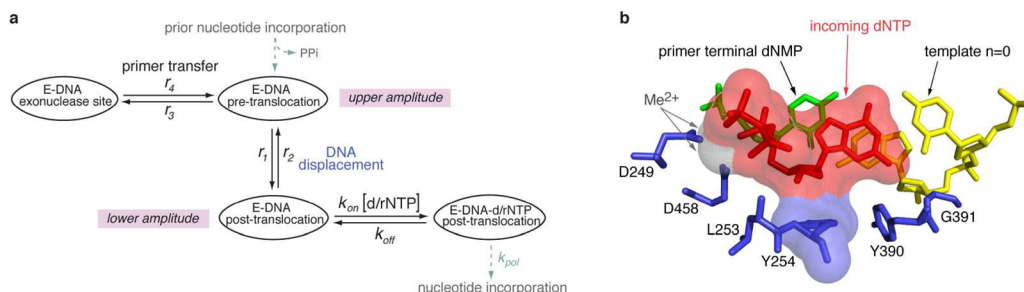 a
prior nucleotide incorporation
PPi
E-DNA
exonuclease site
primer transfer
r4
r3
E-DNA
pre-translocation
upper amplitude
r1
r2
DNA
displacement
lower amplitude
E-DNA
post-translocation
kon [d/rNTP]
koff
E-DNA-d/rNTP
post-translocation
kpol
nucleotide incorporation
b
incoming dNTP
primer terminal dNMP
template n=0
Me2+
D249
D458
L253
Y254
Y390
G391